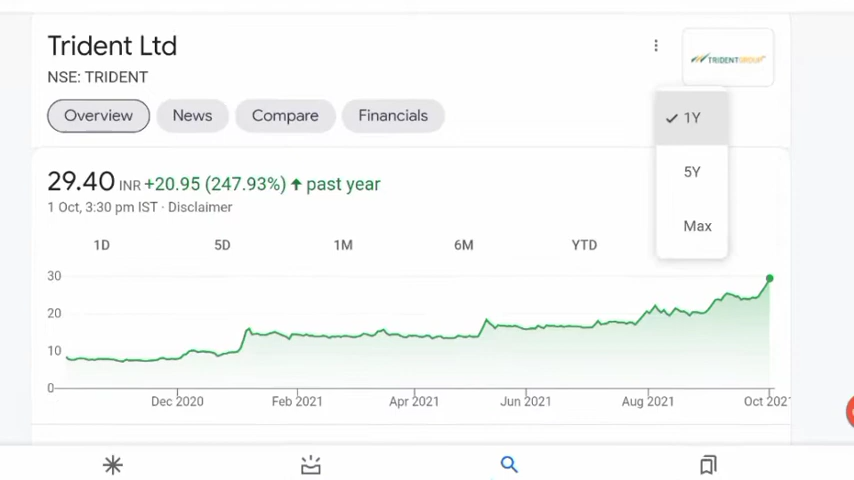 Trident Ltd
NSE: TRIDENT
TRIDENTGROUP
Overview
News
Compare
Financials
✓ 1Y
5Y
Max
29.40 INR +20.95 (247.93%) ↑ past year
1 Oct, 3:30 pm IST · Disclaimer
1D
5D
1M
6M
YTD
30
20
10
0
Dec 2020
Feb 2021
Apr 2021
Jun 2021
Aug 2021
Oct 2021